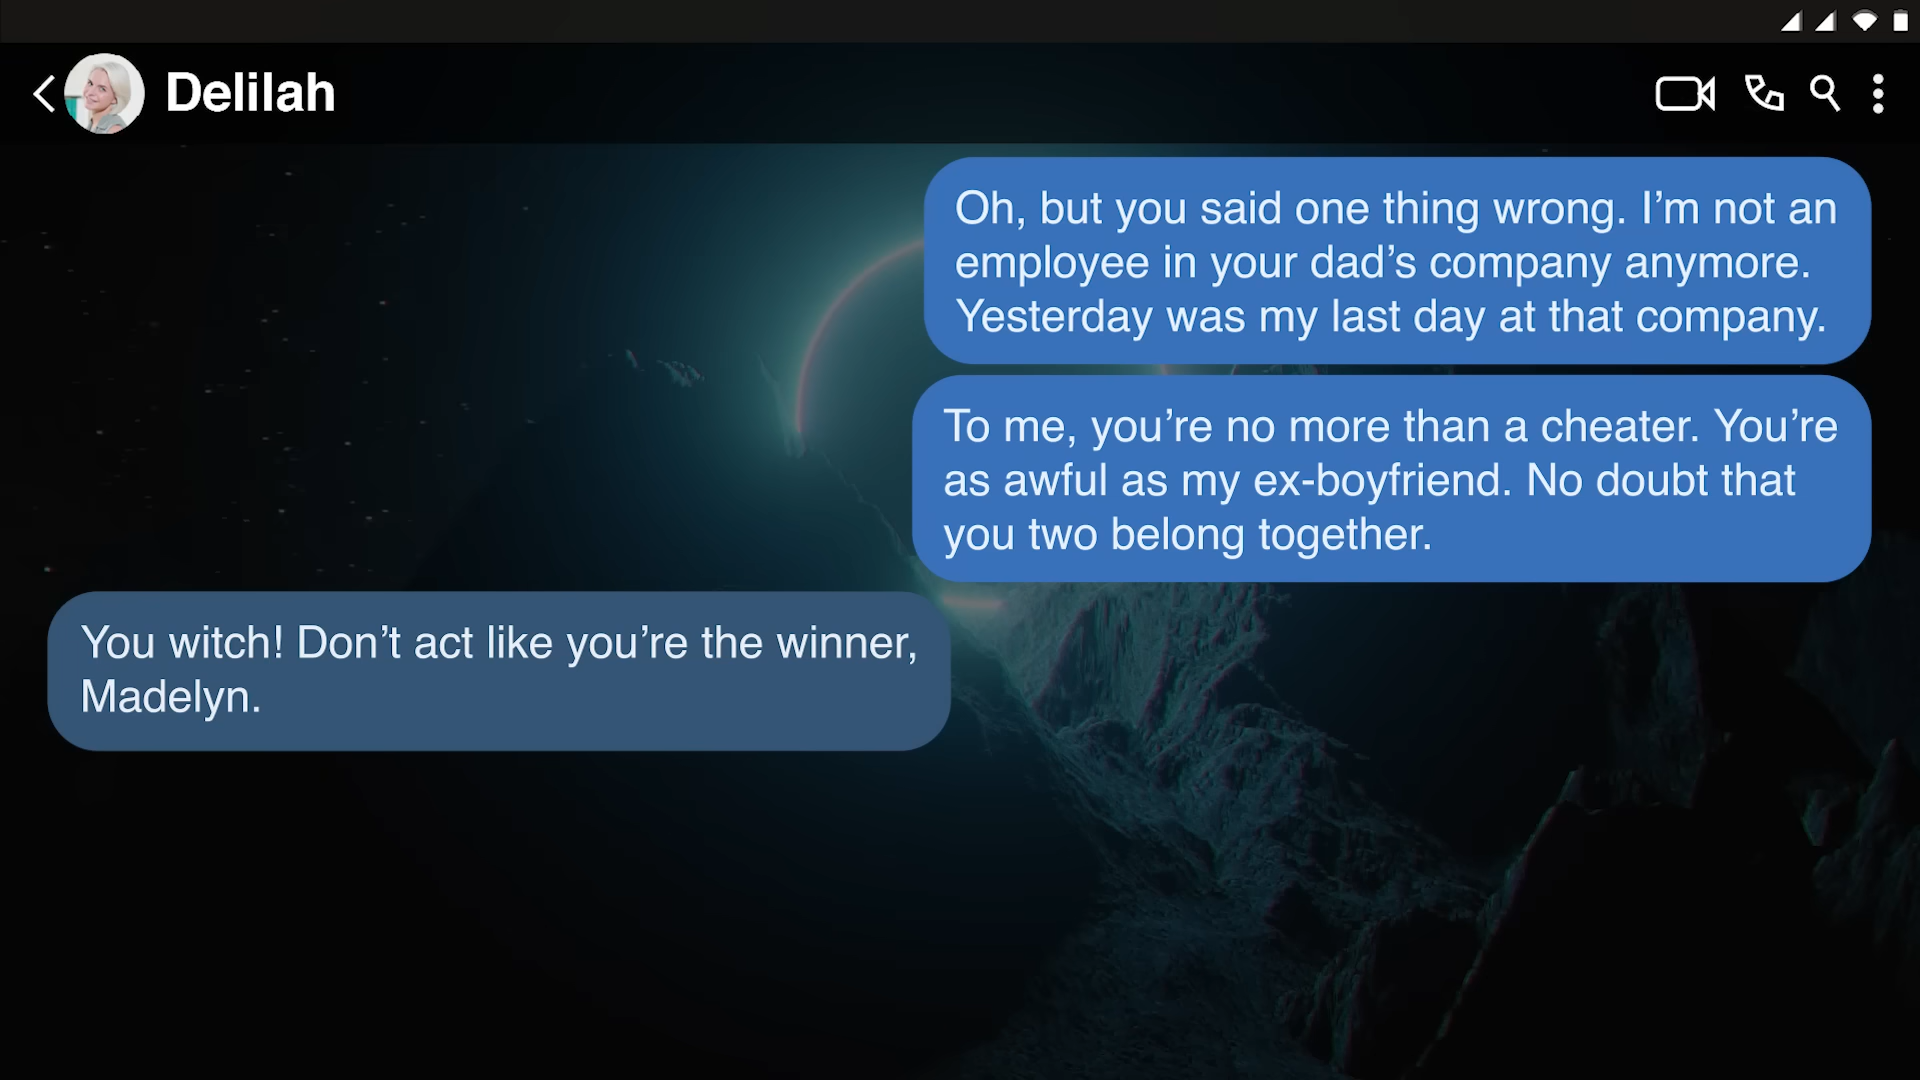 Delilah
Oh, but you said one thing wrong. I’m not an
employee in your dad’s company anymore.
Yesterday was my last day at that company.
To me, you’re no more than a cheater. You’re
as awful as my ex-boyfriend. No doubt that
you two belong together.
You witch! Don’t act like you’re the winner,
Madelyn.